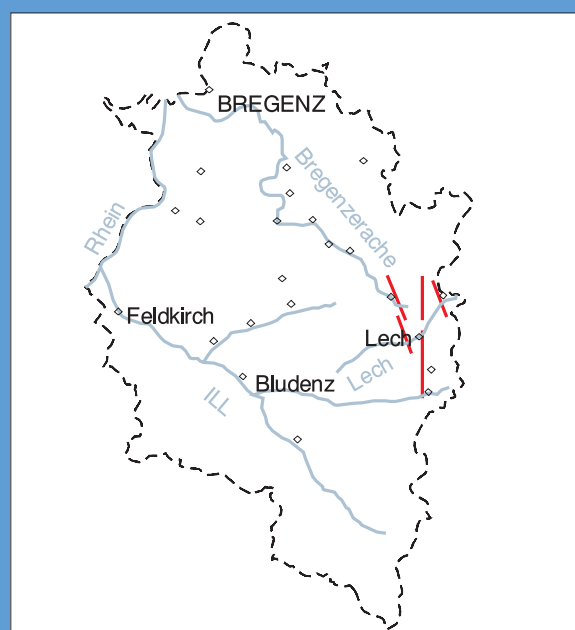 BREGENZ
Bregenzerache
Rhein
Feldkirch
Lech
Lech
Bludenz
ILL